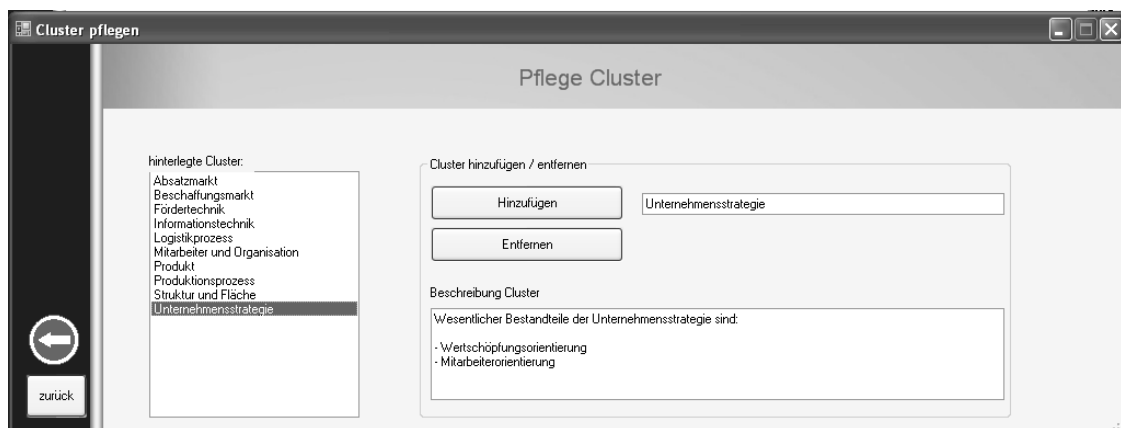 Cluster pflegen
Pflege Cluster
hinterlegte Cluster:
Absatzmarkt
Beschaffungsmarkt
Fördertechnik
Informationstechnik
Logistikprozess
Mitarbeiter und Organisation
Produkt
Produktionsprozess
Struktur und Fläche
Unternehmensstrategie
Cluster hinzufügen / entfernen
Hinzufügen
Unternehmensstrategie
Entfernen
Beschreibung Cluster
Wesentlicher Bestandteile der Unternehmensstrategie sind:
- Wertschöpfungsorientierung
- Mitarbeiterorientierung
zurück